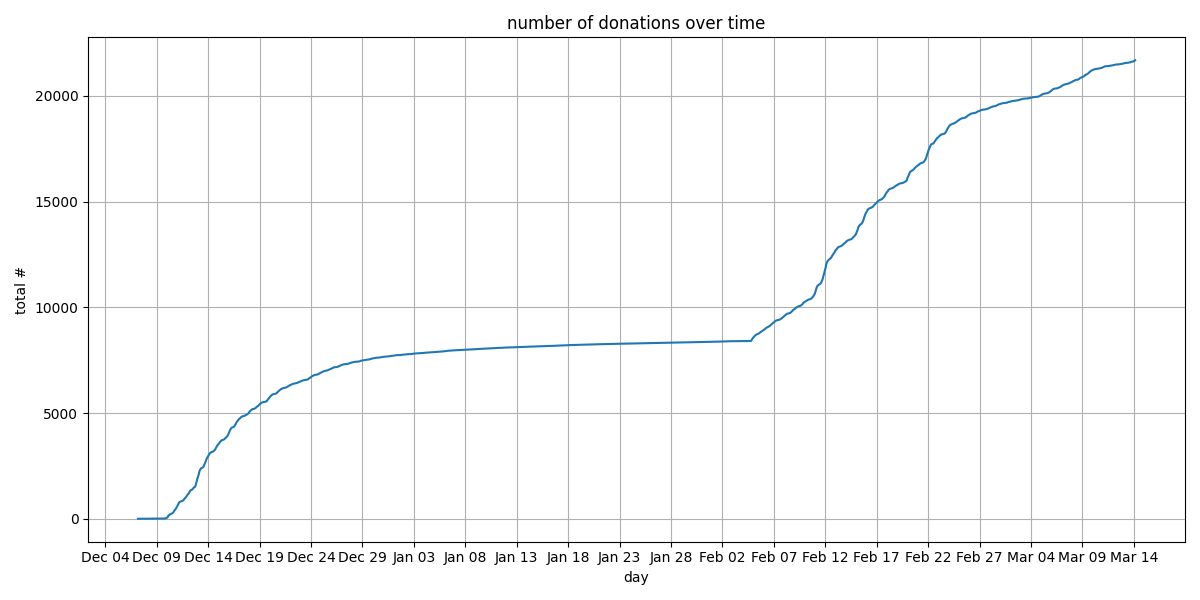 number of donations over time
total #
20000
15000
10000
5000
0
Dec 04 Dec 09 Dec 14 Dec 19 Dec 24 Dec 29 Jan 03 Jan 08 Jan 13 Jan 18 Jan 23 Jan 28 Feb 02 Feb 07 Feb 12 Feb 17 Feb 22 Feb 27 Mar 04 Mar 09 Mar 14
day